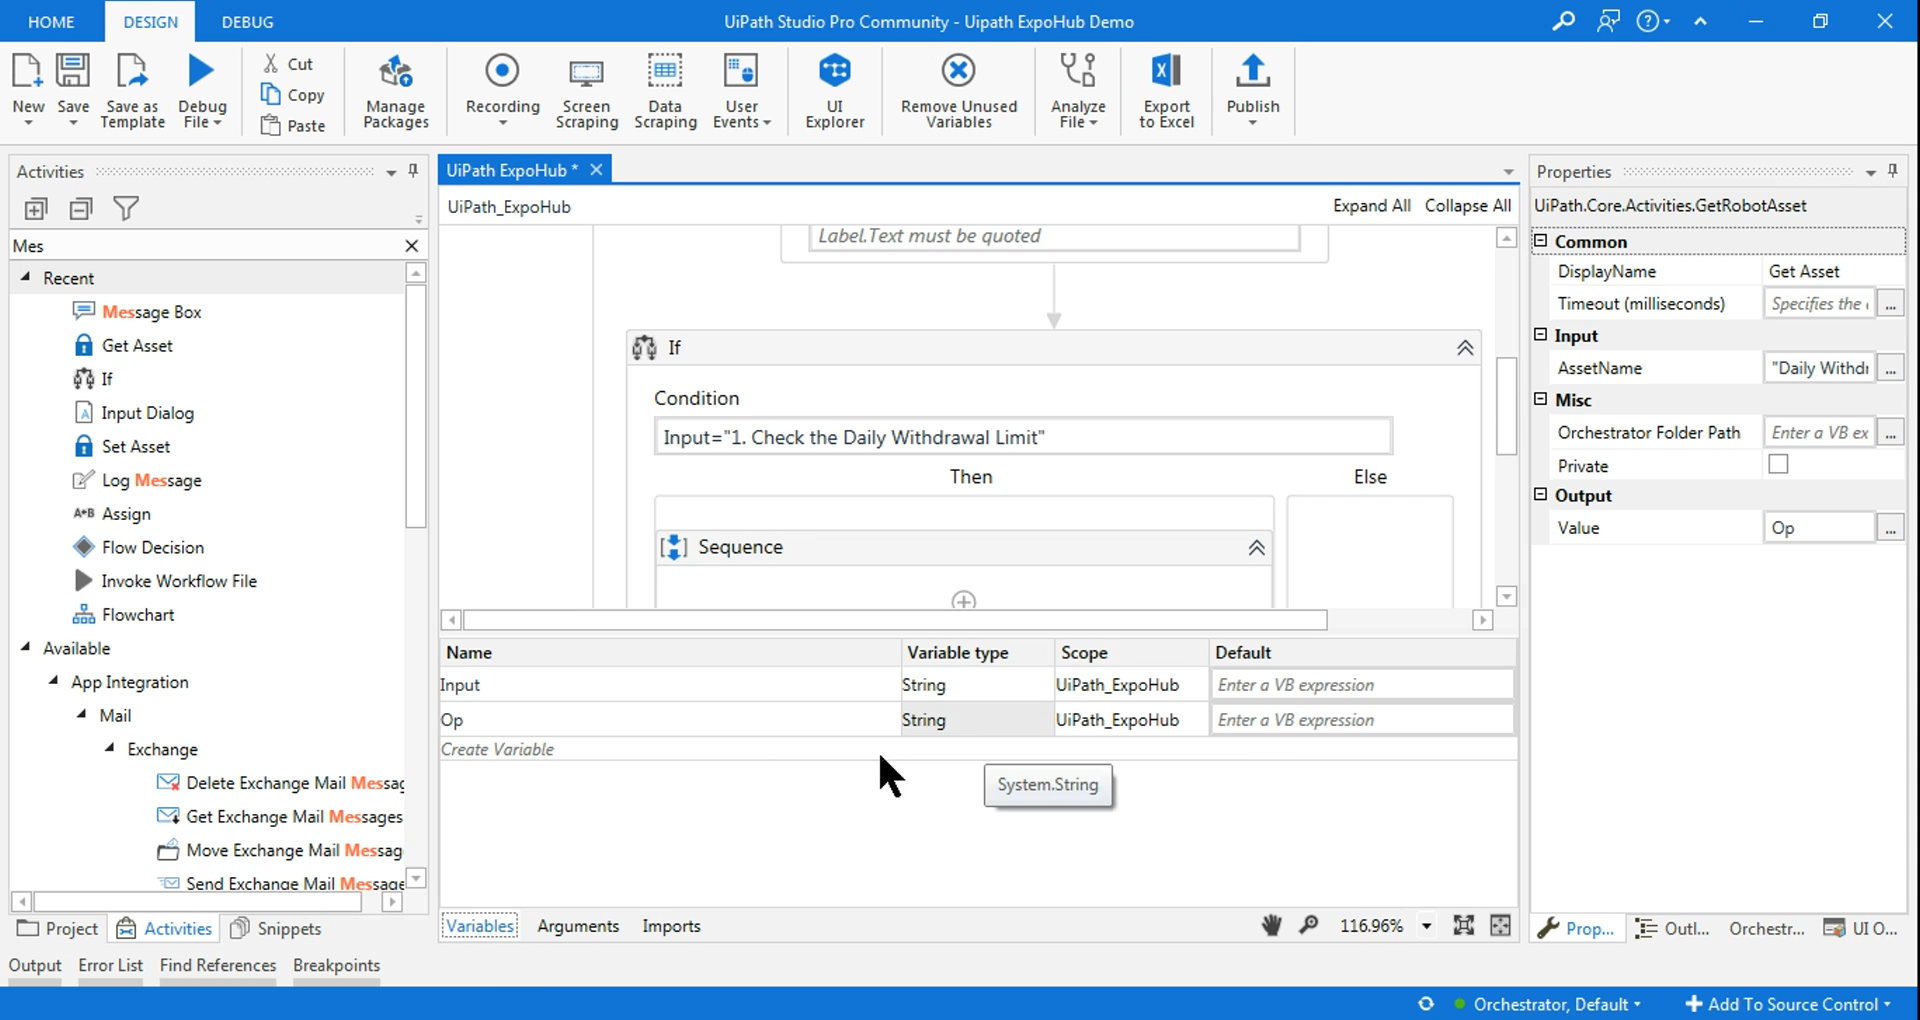 HOME DESIGN DEBUG
UiPath Studio Pro Community - Uipath ExpoHub Demo
New
Save
Save as Template
Debug File
Cut
Copy
Paste
Manage Packages
Recording
Screen Scraping
Data Scraping
User Events
UI Explorer
Remove Unused Variables
Analyze File
Export to Excel
Publish
Activities
Mes
Recent
Message Box
Get Asset
If
Input Dialog
Set Asset
Log Message
A+B Assign
Flow Decision
Invoke Workflow File
Flowchart
Available
App Integration
Mail
Exchange
Delete Exchange Mail Messag
Get Exchange Mail Messages
Move Exchange Mail Messag
Send Exchange Mail Message
Project Activities Snippets
UiPath ExpoHub *
UiPath_ExpoHub
Expand All Collapse All
Label.Text must be quoted
If
Condition
Input="1. Check the Daily Withdrawal Limit"
Then Else
Sequence
Name Variable type Scope Default
Input String UiPath_ExpoHub Enter a VB expression
Op String UiPath_ExpoHub Enter a VB expression
Create Variable
System.String
Variables Arguments Imports
116.96%
Properties
UiPath.Core.Activities.GetRobotAsset
Common
DisplayName Get Asset
Timeout (milliseconds) Specifies the ...
Input
AssetName "Daily Withdr ...
Misc
Orchestrator Folder Path Enter a VB ex ...
Private
Output
Value Op ...
Prop... Outl... Orchestr... UI O...
Output Error List Find References Breakpoints
Orchestrator, Default
Add To Source Control